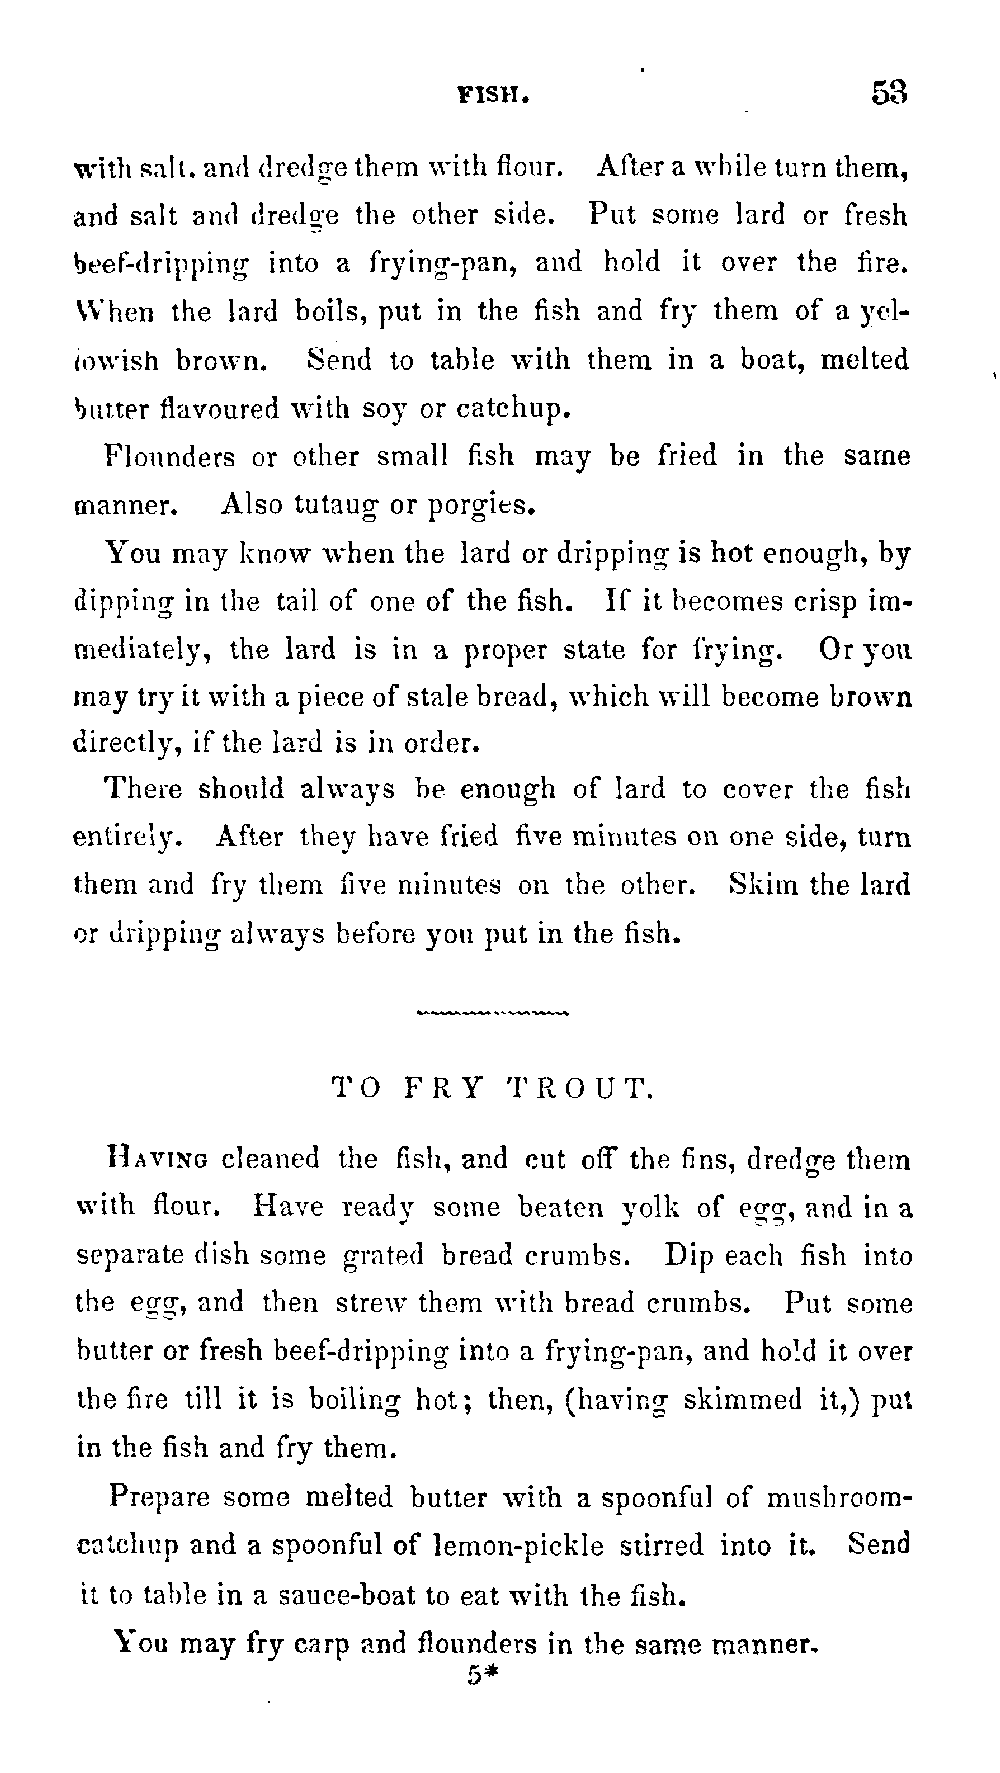 FISH. 53
with salt, and dredge them with flour. After a while turn them,
and salt and dredge the other side. Put some lard or fresh
beef-dripping into a frying-pan, and hold it over the fire.
When the lard boils, put in the fish and fry them of a yel-
lowish brown. Send to table with them in a boat, melted
butter flavoured with soy or catchup.
Flounders or other small fish may be fried in the same
manner. Also tutaug or porgies.
You may know when the lard or dripping is hot enough, by
dipping in the tail of one of the fish. If it becomes crisp im-
mediately, the lard is in a proper state for frying. Or you
may try it with a piece of stale bread, which will become brown
directly, if the lard is in order.
There should always be enough of lard to cover the fish
entirely. After they have fried five minutes on one side, turn
them and fry them five minutes on the other. Skim the lard
or dripping always before you put in the fish.
TO FRY TROUT.
HAVING cleaned the fish, and cut off the fins, dredge them
with flour. Have ready some beaten yolk of egg, and in a
separate dish some grated bread crumbs. Dip each fish into
the egg, and then strew them with bread crumbs. Put some
butter or fresh beef-dripping into a frying-pan, and hold it over
the fire till it is boiling hot; then, (having skimmed it,) put
in the fish and fry them.
Prepare some melted butter with a spoonful of mushroom-
catchup and a spoonful of lemon-pickle stirred into it. Send
it to table in a sauce-boat to eat with the fish.
You may fry carp and flounders in the same manner.
5*